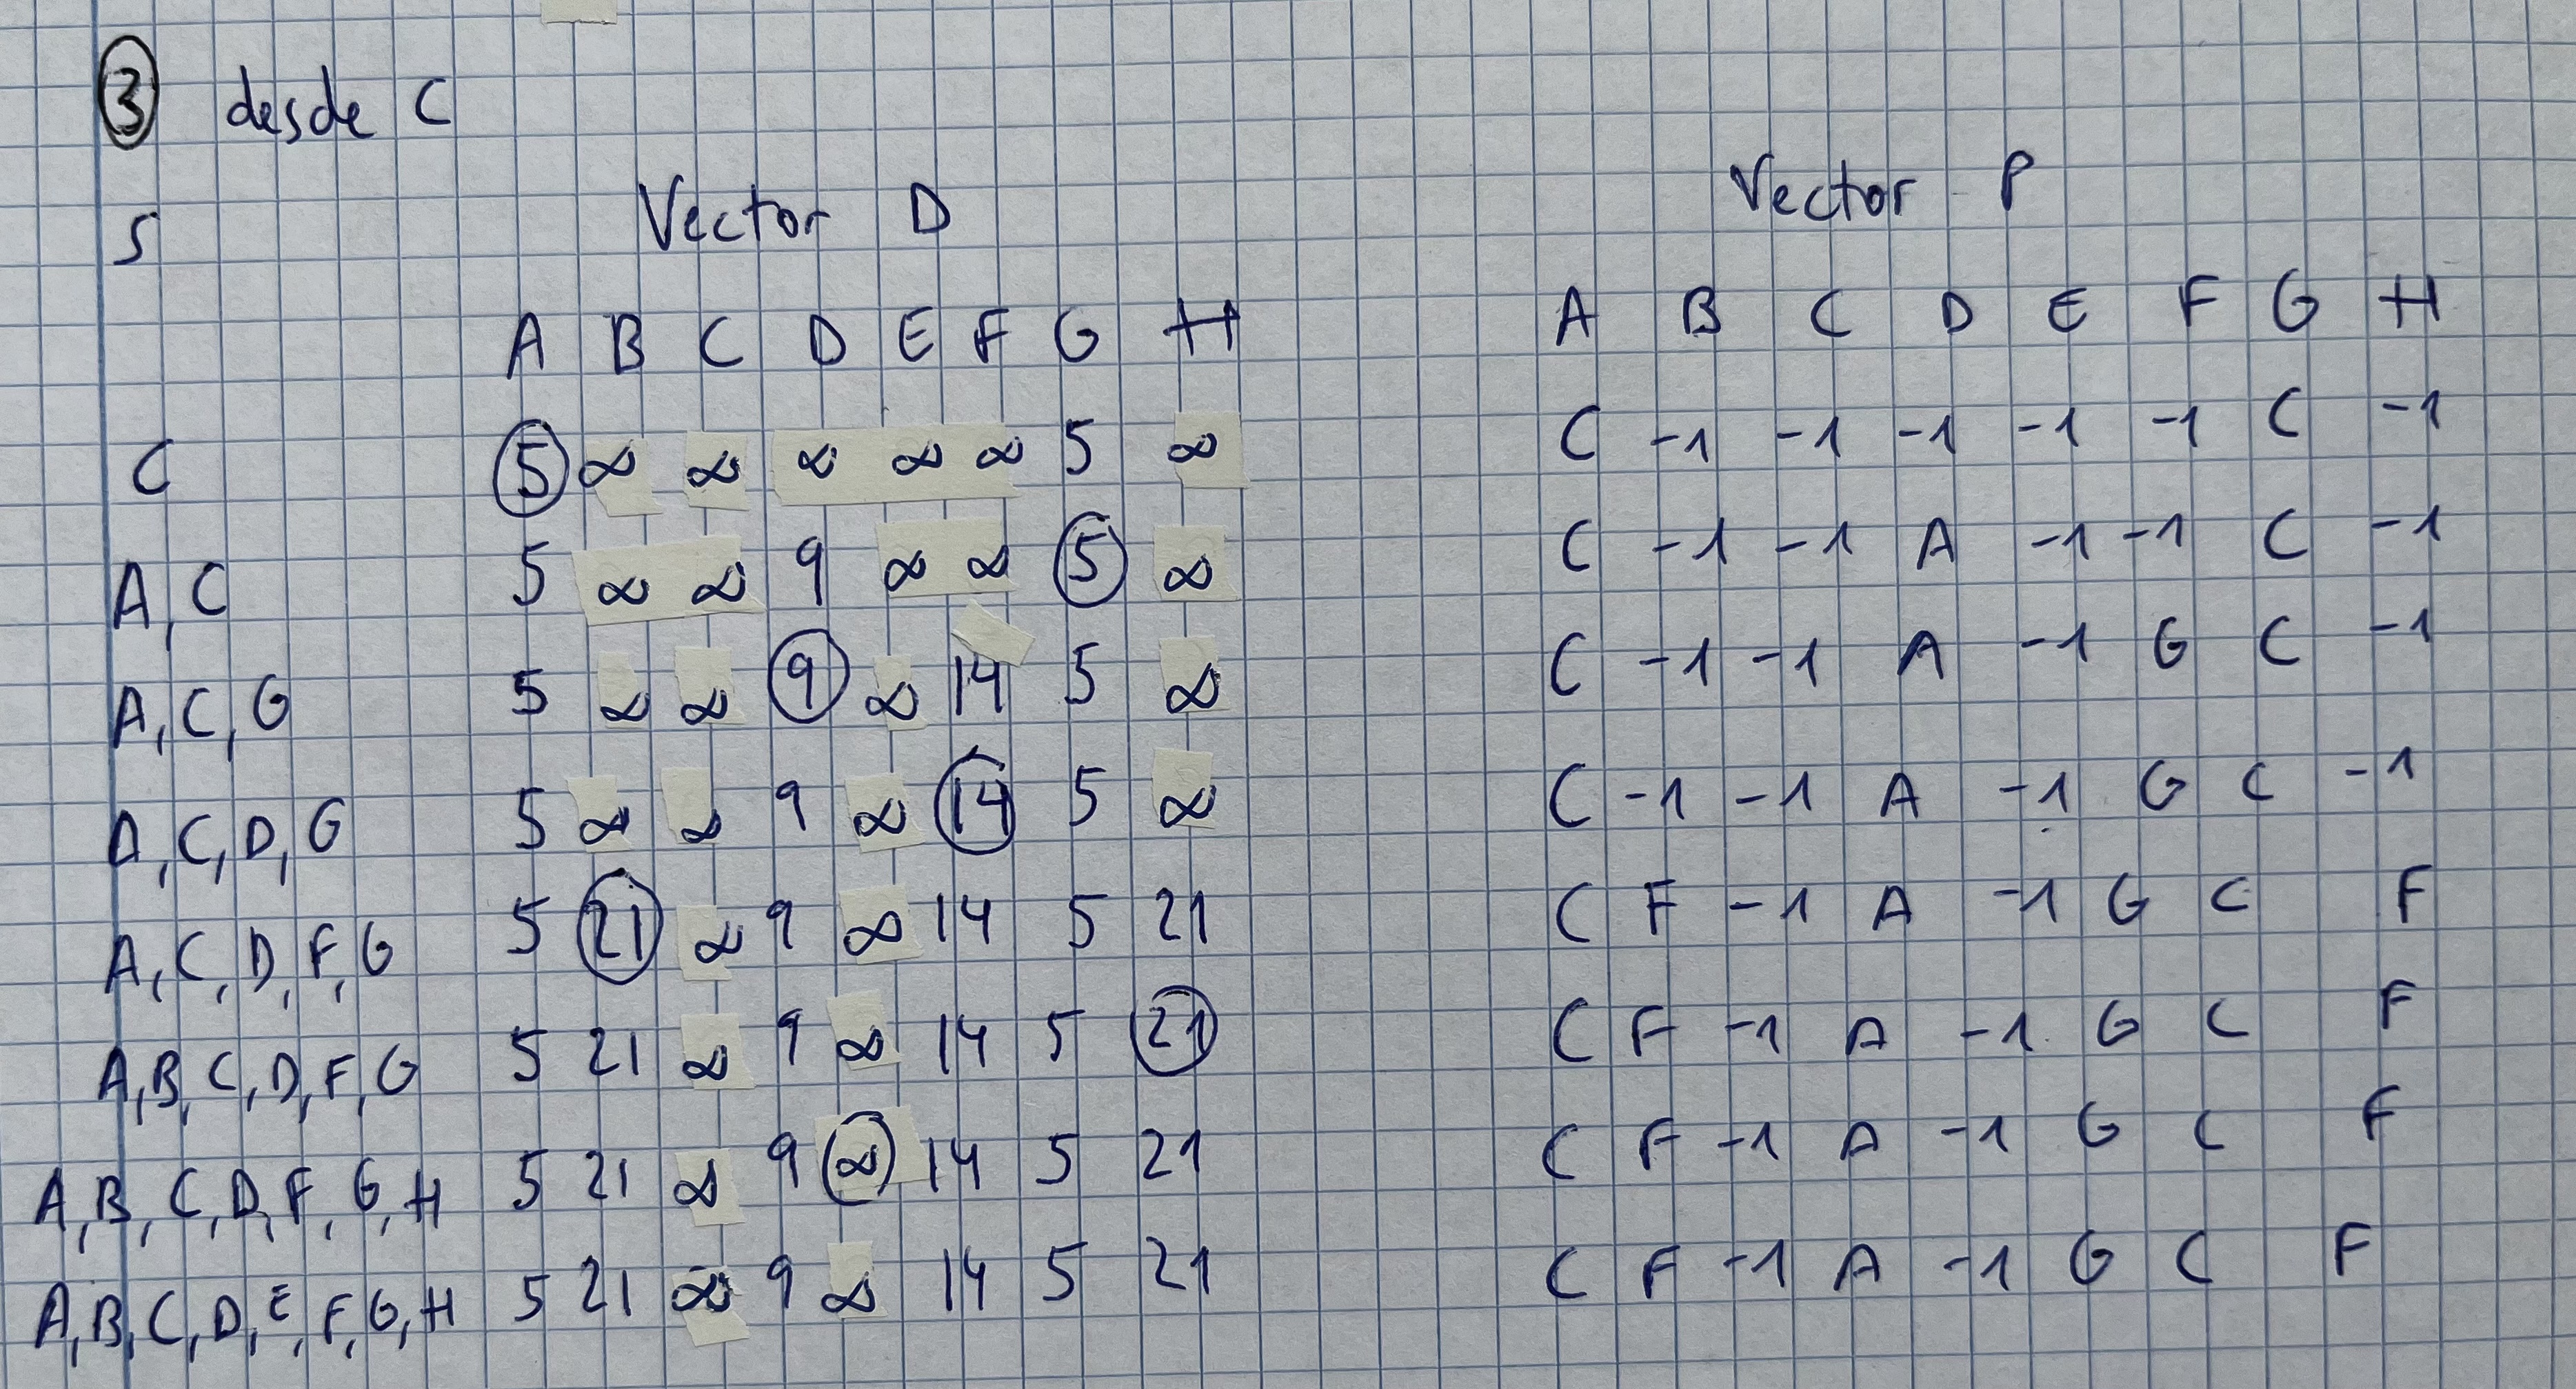 3 desde C
S Vector D Vector P
A B C D E F G H A B C D E F G H
C 5 ∞ ∞ ∞ ∞ ∞ 5 ∞ C -1 -1 -1 -1 -1 C -1
A, C 5 ∞ ∞ 9 ∞ ∞ 5 ∞ C -1 -1 A -1 -1 C -1
A, C, G 5 ∞ ∞ 9 ∞ 14 5 ∞ C -1 -1 A -1 G C -1
A, C, D, G 5 ∞ ∞ 9 ∞ 14 5 ∞ C -1 -1 A -1 G C -1
A, C, D, F, G 5 21 ∞ 9 ∞ 14 5 21 C F -1 A -1 G C F
A, B, C, D, F, G 5 21 ∞ 9 ∞ 14 5 21 C F -1 A -1 G C F
A, B, C, D, F, G, H 5 21 ∞ 9 ∞ 14 5 21 C F -1 A -1 G C F
A, B, C, D, E, F, G, H 5 21 ∞ 9 ∞ 14 5 21 C F -1 A -1 G C F